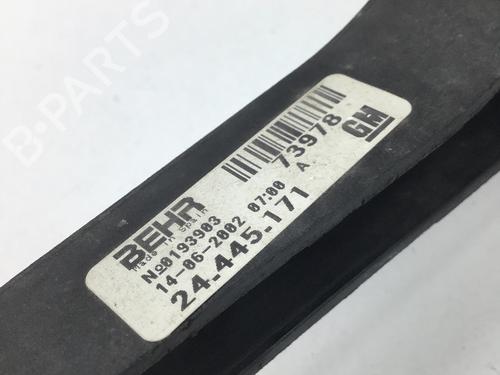 B-PARTS
BEHR
Made in Spain
73978
GM
No0193903
A
14-06-2002 07:00
24.445.171